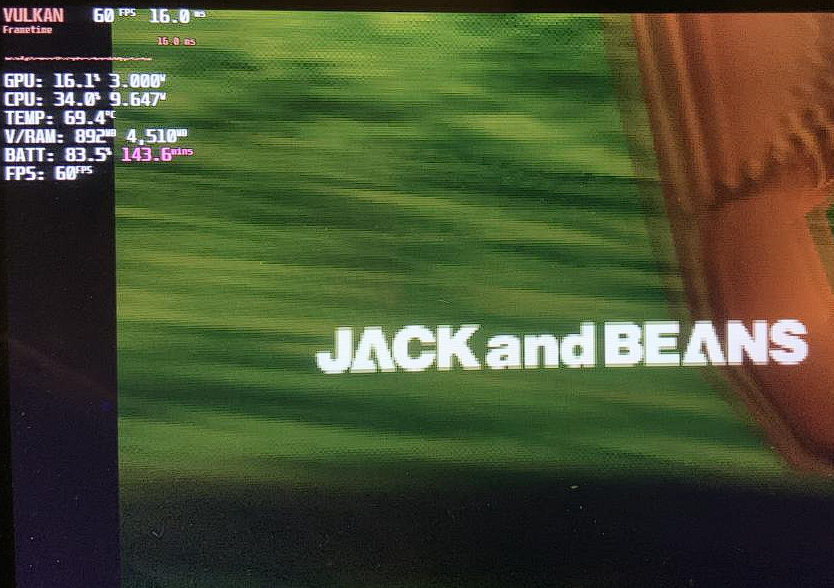 VULKAN 60 FPS 16.0 ms
Frametime
16.0 ms
GPU: 16.1% 3.000W
CPU: 34.0% 9.647W
TEMP: 69.4°C
V/RAM: 892MB 4,510MB
BATT: 83.5% 143.6mins
FPS: 60FPS
JACK and BEANS